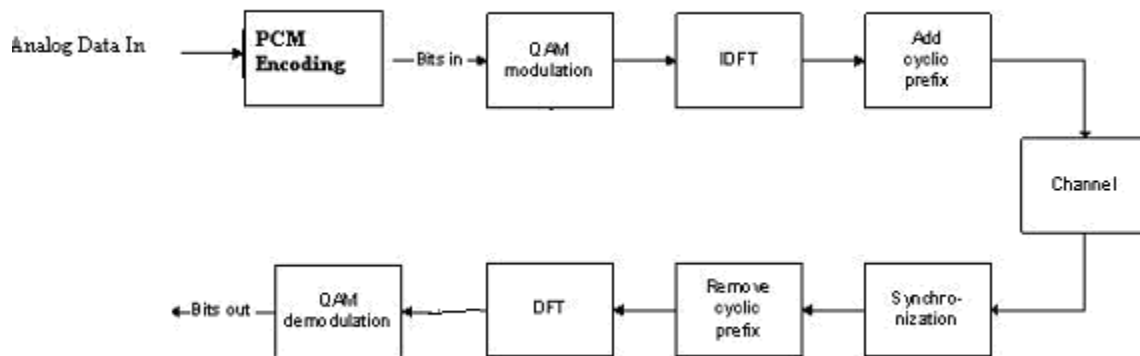 Analog Data In
PCM
Encoding
Bits in
QAM
modulation
IDFT
Add
cyclic
prefix
Channel
Bits out
QAM
demodulation
DFT
Remove
cyclic
prefix
Synchro-
nization